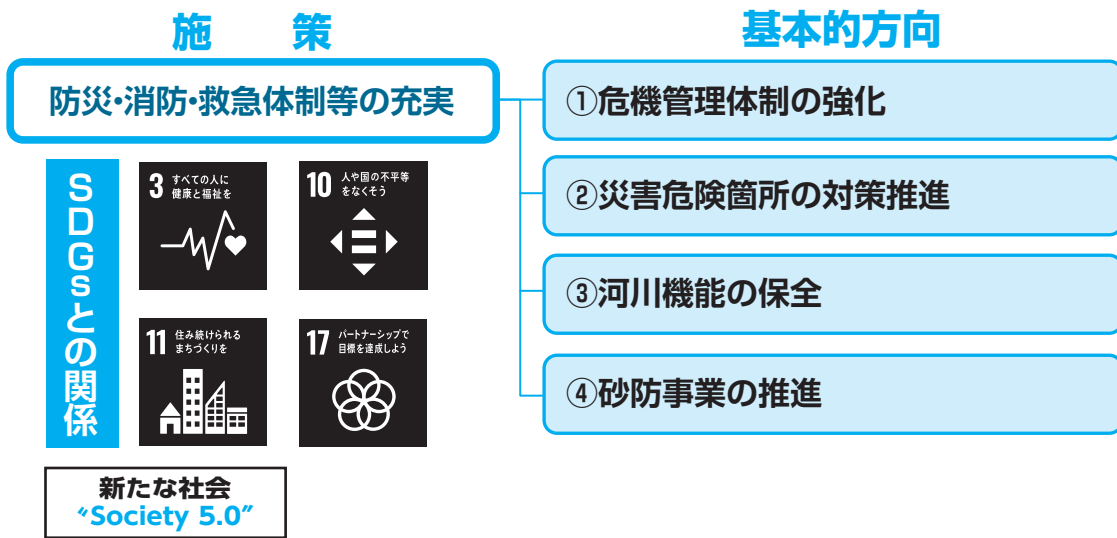 施　策
防災・消防・救急体制等の充実
SDGsとの関係
3 すべての人に
健康と福祉を
10 人や国の不平等
をなくそう
11 住み続けられる
まちづくりを
17 パートナーシップで
目標を達成しよう
新たな社会
“Society 5.0”
基本的方向
①危機管理体制の強化
②災害危険箇所の対策推進
③河川機能の保全
④砂防事業の推進